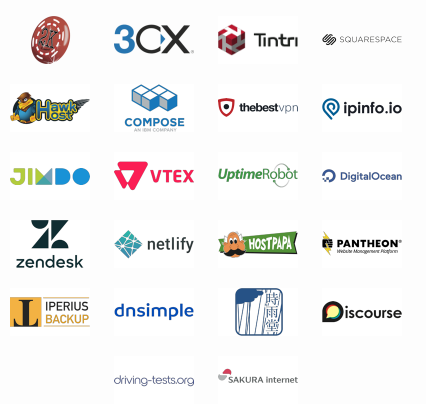 3CX
Tintri
SQUARESPACE
Hawk
Host
COMPOSE
AN IBM COMPANY
thebestvpn
ipinfo.io
JIMDO
VTEX
UptimeRobot
DigitalOcean
zendesk
netlify
HOSTPAPA
PANTHEON®
Website Management Platform
IPERIUS
BACKUP
dnsimple
時雨堂
Discourse
driving-tests.org
SAKURA internet